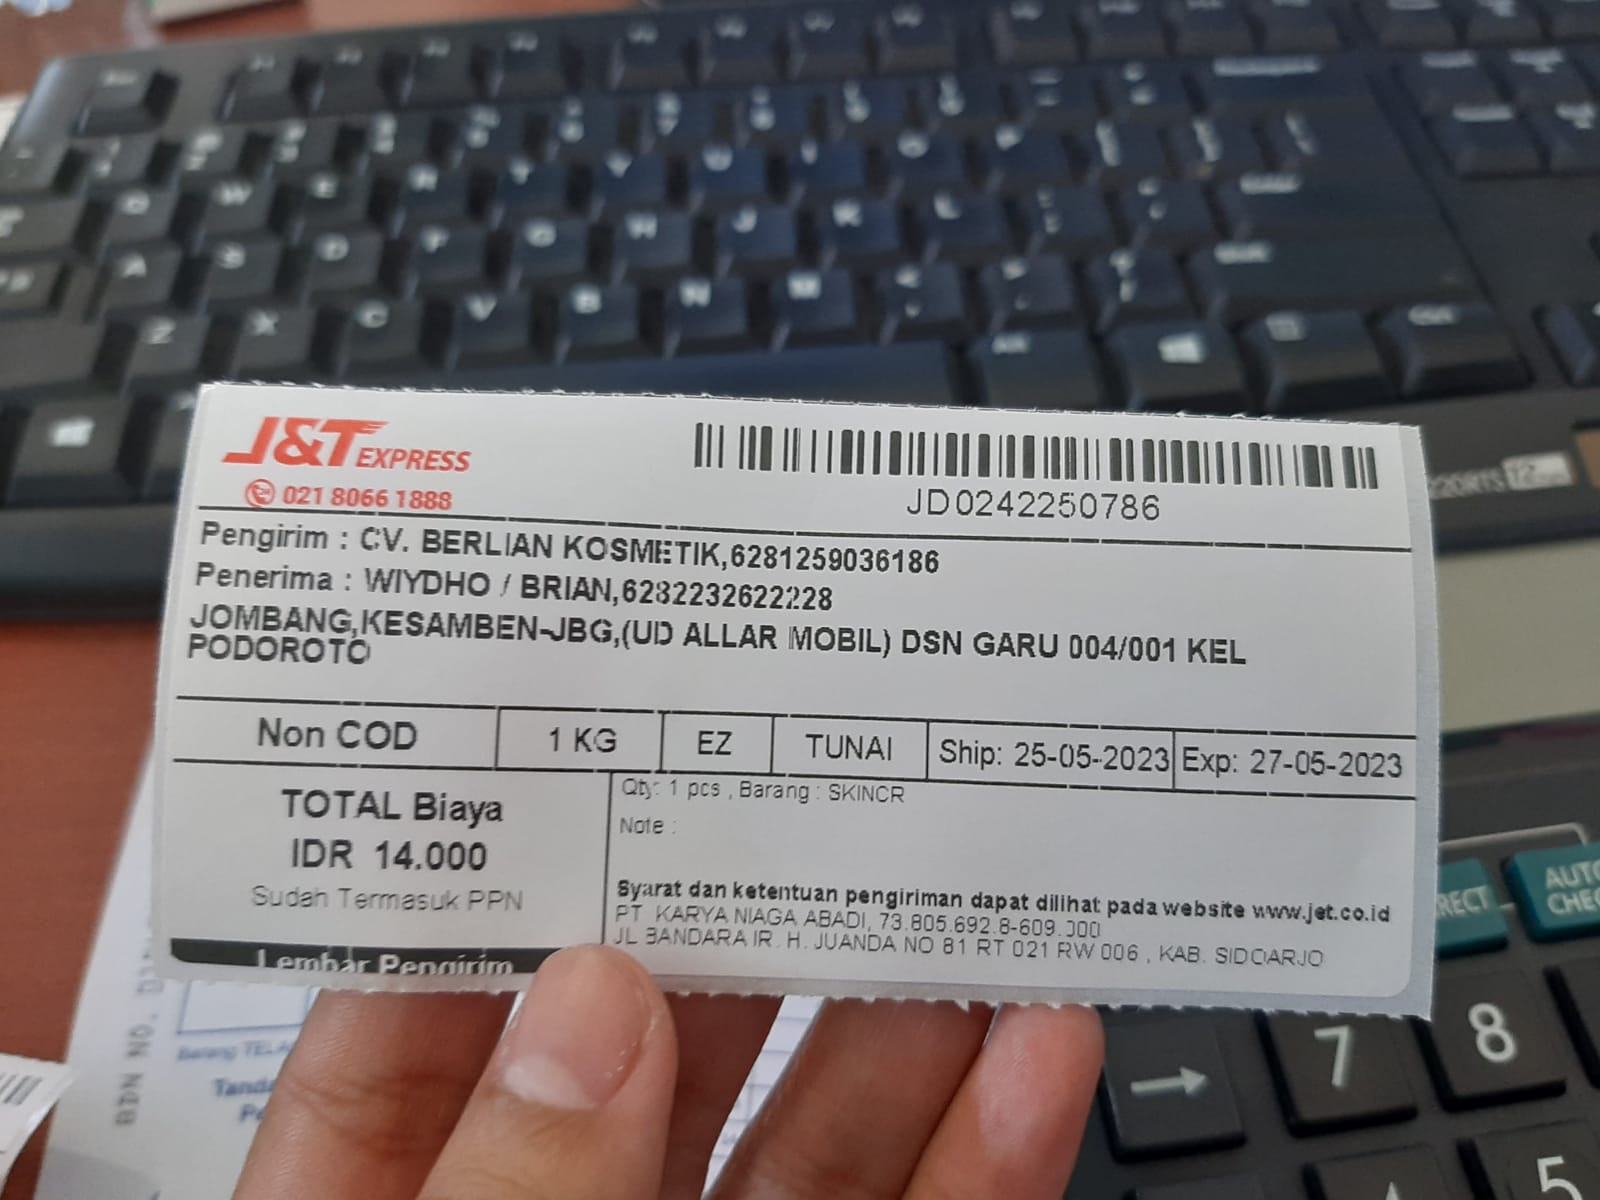 J&T EXPRESS
021 8066 1888
JD0242250786
Pengirim : CV. BERLIAN KOSMETIK,6281259036186
Penerima : WIYDHO / BRIAN,6282232622228
JOMBANG,KESAMBEN-JBG,(UD ALLAR MOBIL) DSN GARU 004/001 KEL
PODOROTO
Non COD 1 KG EZ TUNAI Ship: 25-05-2023 Exp: 27-05-2023
TOTAL Biaya
IDR 14.000
Sudah Termasuk PPN
Lembar Pengirim
Qty: 1 pcs , Barang : SKINCR
Note :
Syarat dan ketentuan pengiriman dapat dilihat pada website www.jet.co.id
PT. KARYA NIAGA ABADI, 73.805.692.8-609.000
JL BANDARA IR. H. JUANDA NO 81 RT 021 RW 006 , KAB. SIDOARJO
7
8
5